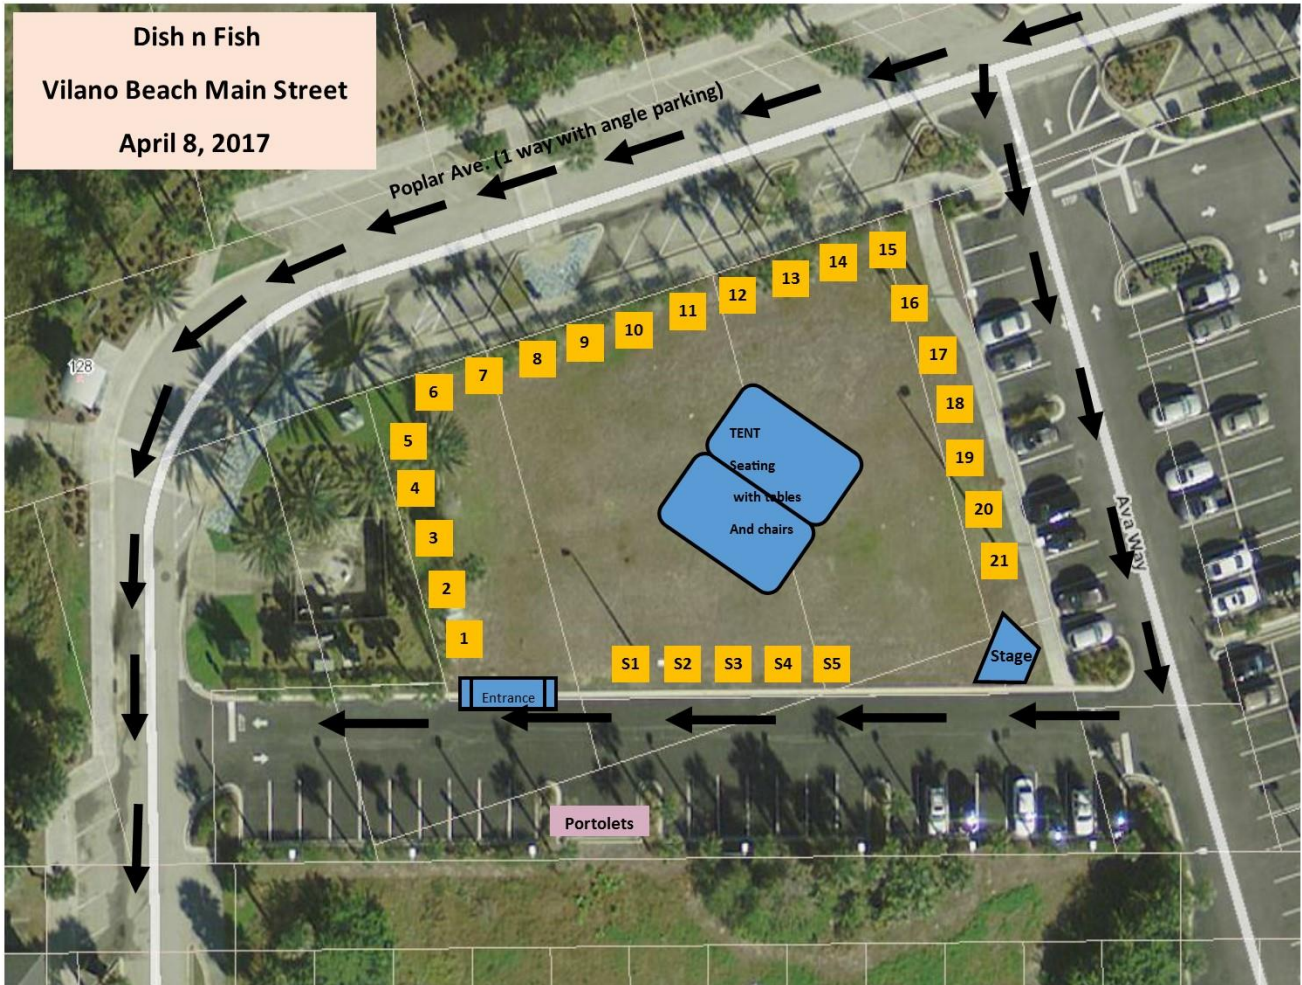 Dish n Fish
Vilano Beach Main Street
April 8, 2017
Poplar Ave. (1 way with angle parking)
128
15
14
13
12
16
11
10
9
17
8
7
6
18
5
TENT
19
Seating
4
with tables
20
And chairs
Ava Way
3
21
2
1
Stage
S1 S2 S3 S4 S5
Entrance
Portolets